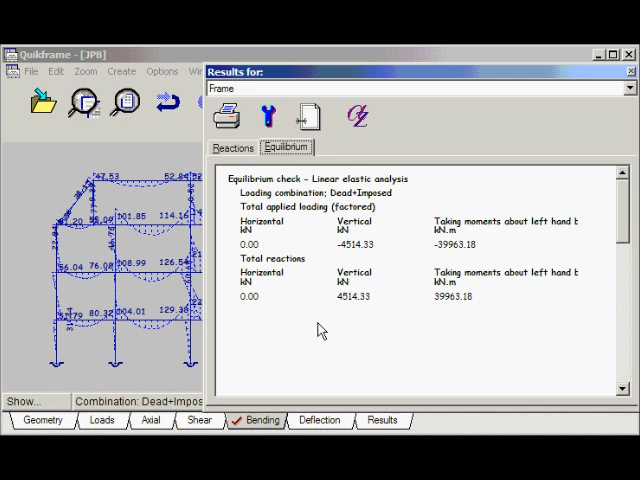 Quikframe - [JPB]
File Edit Zoom Create Options
Results for:
Frame
Reactions Equilibrium
Equilibrium check - Linear elastic analysis
Loading combination; Dead+Imposed
Total applied loading (factored)
Horizontal Vertical Taking moments about left hand b
kN kN kN.m
0.00 -4514.33 -39963.18
Total reactions
Horizontal Vertical Taking moments about left hand b
kN kN kN.m
0.00 4514.33 39963.18
47.53 52.84
101.85 114.16
56.04 76.08 108.99 126.54
80.32 104.01 129.38
Show... Combination: Dead+Impos
Geometry Loads Axial Shear Bending Deflection Results